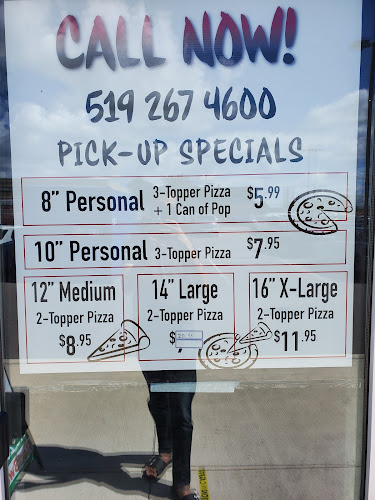 CALL NOW!
519 267 4600
PICK-UP SPECIALS
8” Personal 3-Topper Pizza + 1 Can of Pop $5.99
10” Personal 3-Topper Pizza $7.95
12” Medium
2-Topper Pizza
$8.95
14” Large
2-Topper Pizza
$
16” X-Large
2-Topper Pizza
$11.95